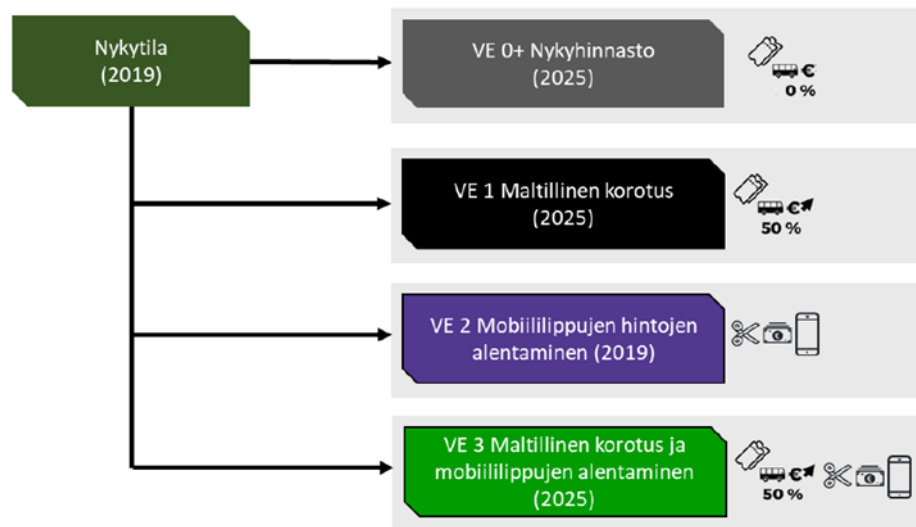 Nykytila
(2019)
VE 0+ Nykyhinnasto
(2025)
€
0 %
VE 1 Maltillinen korotus
(2025)
€
50 %
VE 2 Mobiililippujen hintojen
alentaminen (2019)
€
VE 3 Maltillinen korotus ja
mobiililippujen alentaminen
(2025)
€
50 %
€